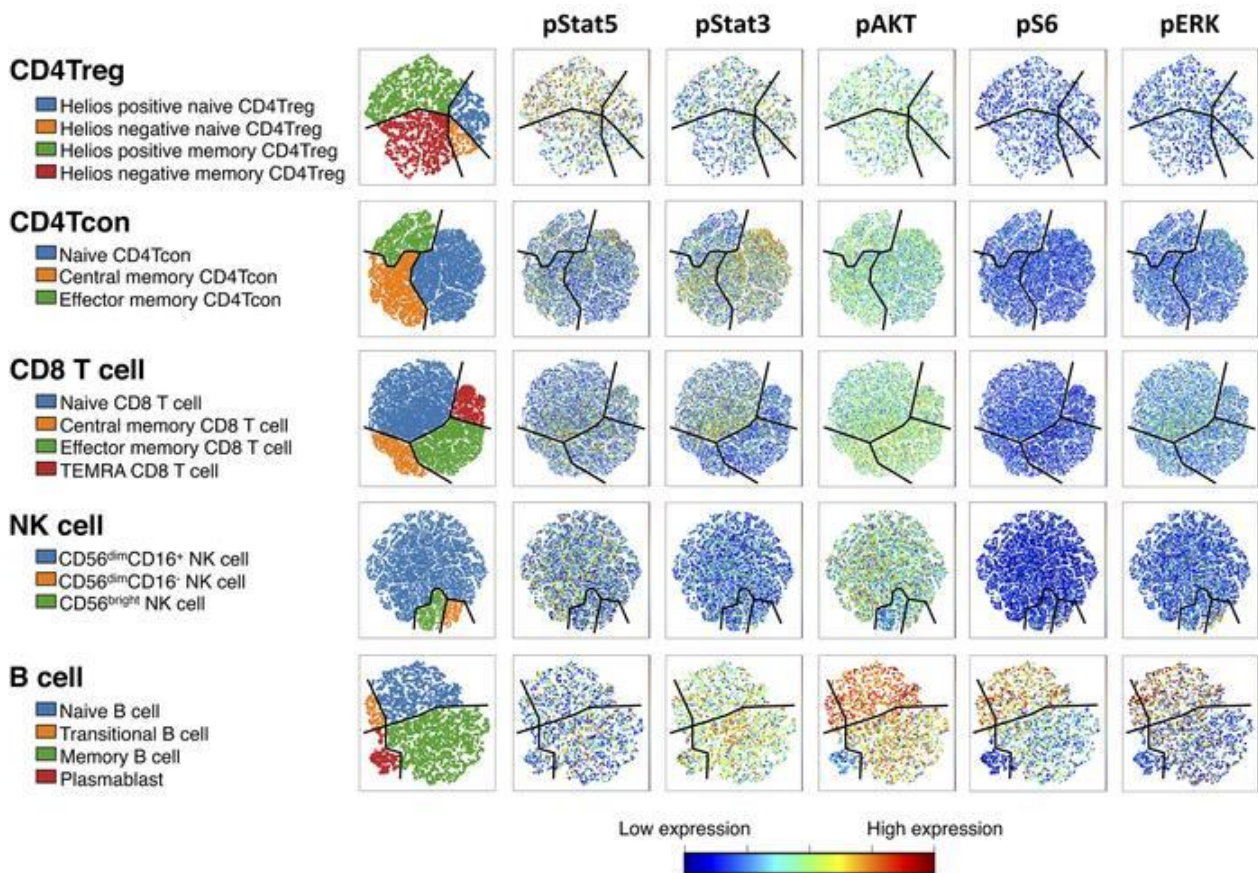 pStat5 pStat3 pAKT pS6 pERK
CD4Treg
Helios positive naive CD4Treg
Helios negative naive CD4Treg
Helios positive memory CD4Treg
Helios negative memory CD4Treg
CD4Tcon
Naive CD4Tcon
Central memory CD4Tcon
Effector memory CD4Tcon
CD8 T cell
Naive CD8 T cell
Central memory CD8 T cell
Effector memory CD8 T cell
TEMRA CD8 T cell
NK cell
CD56ᵈⁱᵐCD16⁺ NK cell
CD56ᵈⁱᵐCD16⁻ NK cell
CD56ᵇʳⁱᵍʰᵗ NK cell
B cell
Naive B cell
Transitional B cell
Memory B cell
Plasmablast
Low expression High expression